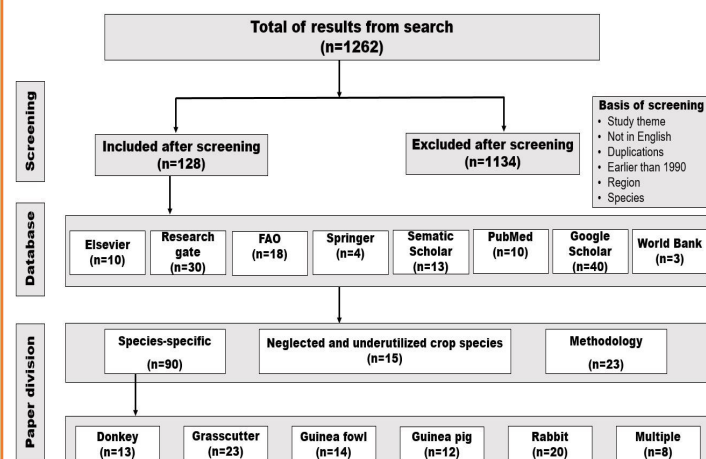 Total of results from search
(n=1262)
Screening
Included after screening
(n=128)
Excluded after screening
(n=1134)
Basis of screening
• Study theme
• Not in English
• Duplications
• Earlier than 1990
• Region
• Species
Database
Elsevier
(n=10)
Research
gate
(n=30)
FAO
(n=18)
Springer
(n=4)
Sematic
Scholar
(n=13)
PubMed
(n=10)
Google
Scholar
(n=40)
World Bank
(n=3)
Paper division
Species-specific
(n=90)
Neglected and underutilized crop species
(n=15)
Methodology
(n=23)
Donkey
(n=13)
Grasscutter
(n=23)
Guinea fowl
(n=14)
Guinea pig
(n=12)
Rabbit
(n=20)
Multiple
(n=8)